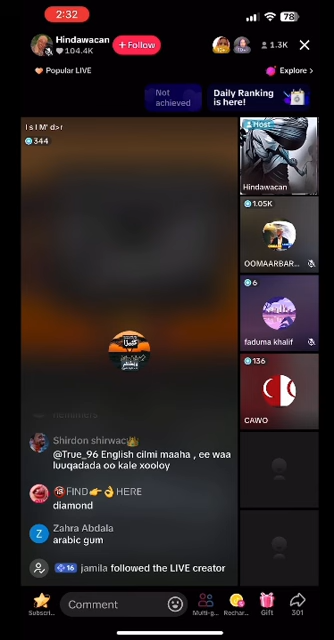 2:32
78
Hindawacan
104.4K
+ Follow
1.3K
Popular LIVE
Explore >
Not achieved
Daily Ranking is here!
I s l M' d>r
344
Host
Hindawacan
1.05K
OOMAARBAR...
6
faduma khalif
136
CAWO
Shirdon shirwac
@True_96 English cilmi maaha , ee waa
luuqadada oo kale xooloy
🔞FIND👉👌HERE
diamond
Z
Zahra Abdala
arabic gum
16 jamila followed the LIVE creator
Subscri...
Comment
Multi-g...
Rechar...
Gift
301